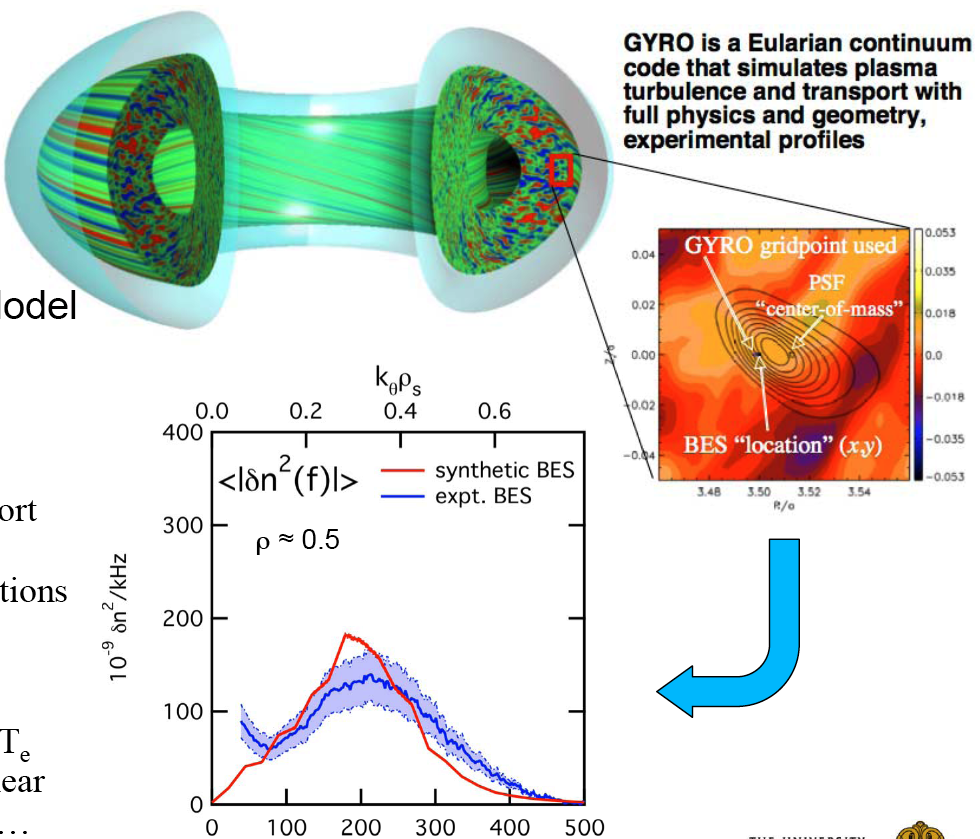 GYRO is a Eularian continuum
code that simulates plasma
turbulence and transport with
full physics and geometry,
experimental profiles
GYRO gridpoint used
PSF
“center-of-mass”
BES “location” (x,y)
0.04
0.02
0.00
-0.02
-0.04
3.48 3.50 3.52 3.54
R/a
0.053
0.035
0.018
0.0
-0.018
-0.035
-0.053
kθρs
0.0 0.2 0.4 0.6
<|δn²(f)|>
synthetic BES
expt. BES
ρ ≈ 0.5
10⁻⁹ δn²/kHz
400
300
200
100
0
0 100 200 300 400 500
odel
ort
tions
Te
ear
...